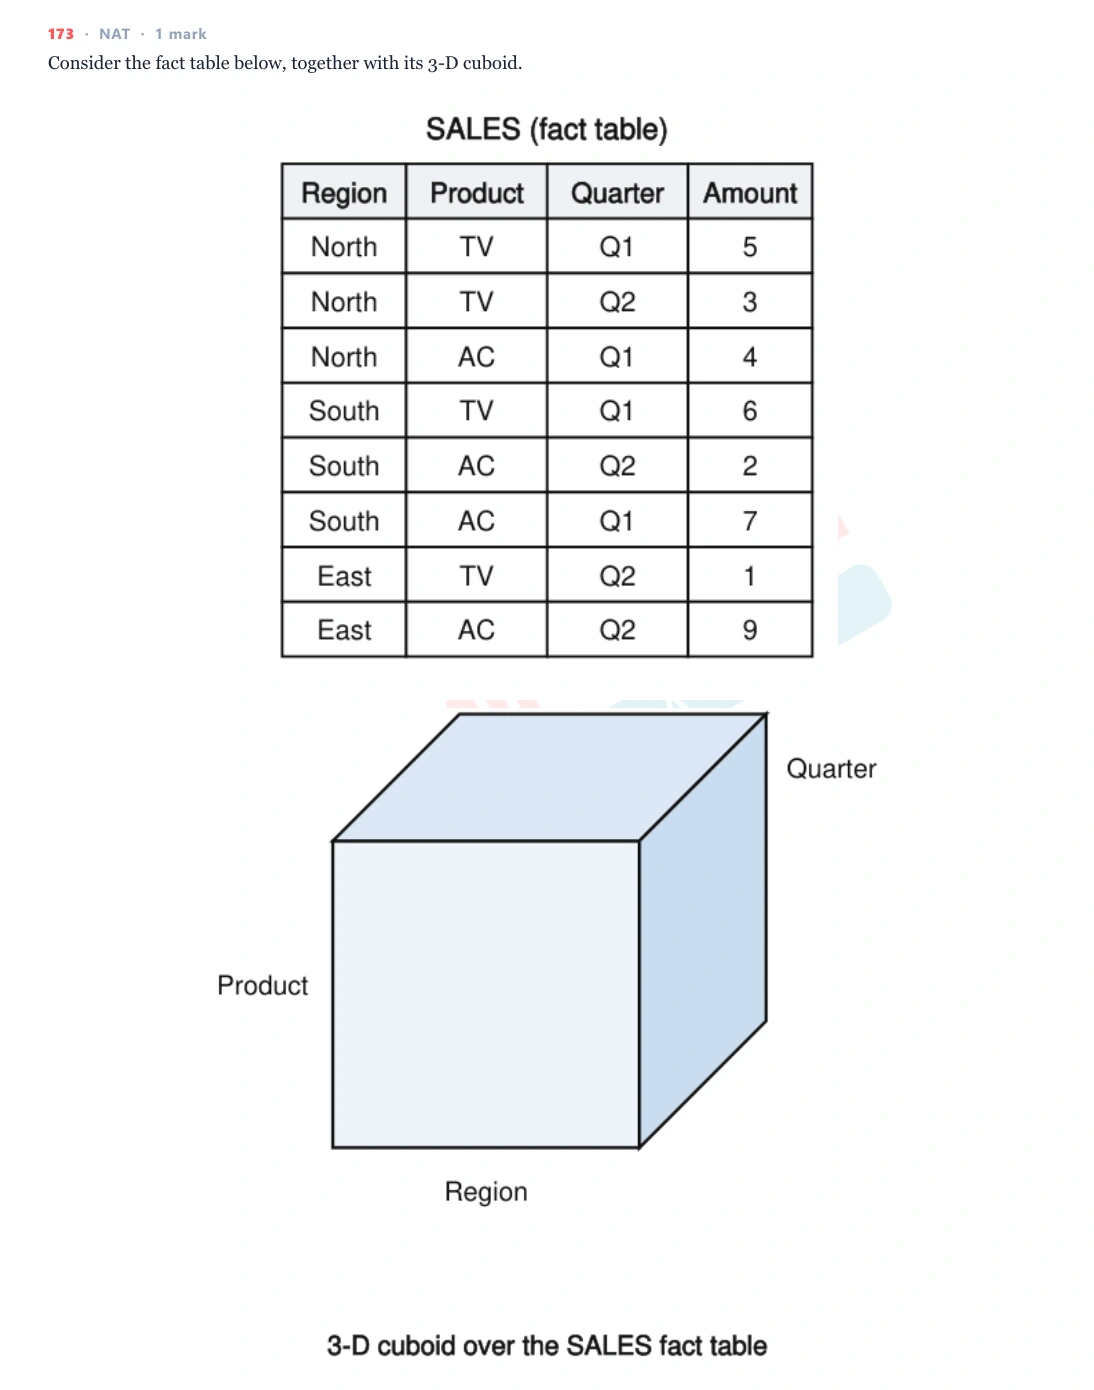 173 · NAT · 1 mark
Consider the fact table below, together with its 3-D cuboid.
SALES (fact table)
Region Product Quarter Amount
North TV Q1 5
North TV Q2 3
North AC Q1 4
South TV Q1 6
South AC Q2 2
South AC Q1 7
East TV Q2 1
East AC Q2 9
Quarter
Product
Region
3-D cuboid over the SALES fact table